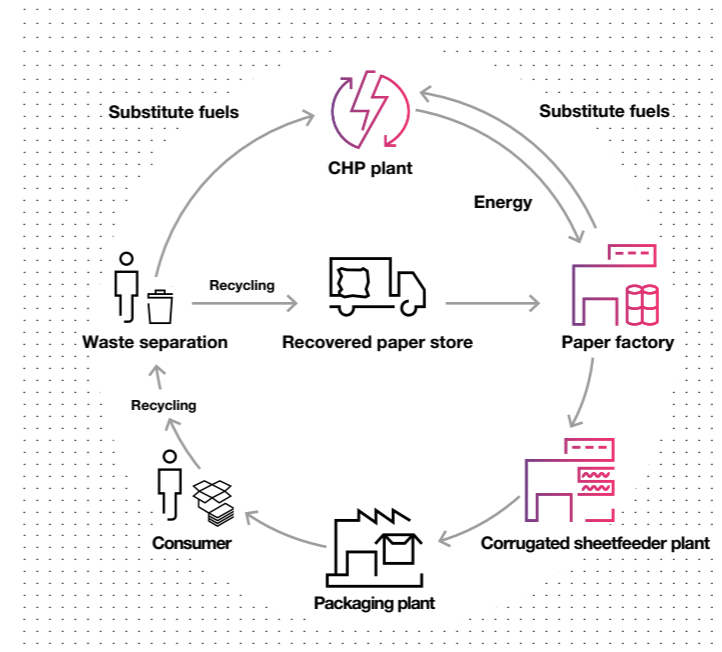 Substitute fuels
Substitute fuels
CHP plant
Energy
Recycling
Waste separation
Recovered paper store
Paper factory
Recycling
Consumer
Corrugated sheetfeeder plant
Packaging plant